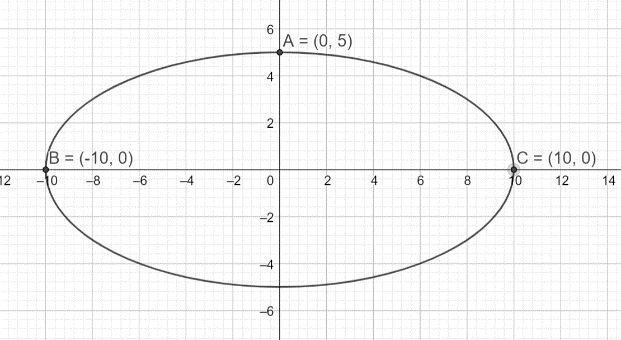 6
A = (0, 5)
4
2
B = (-10, 0)
C = (10, 0)
12 –10 –8 –6 –4 –2 0 2 4 6 8 10 12 14
–2
–4
–6